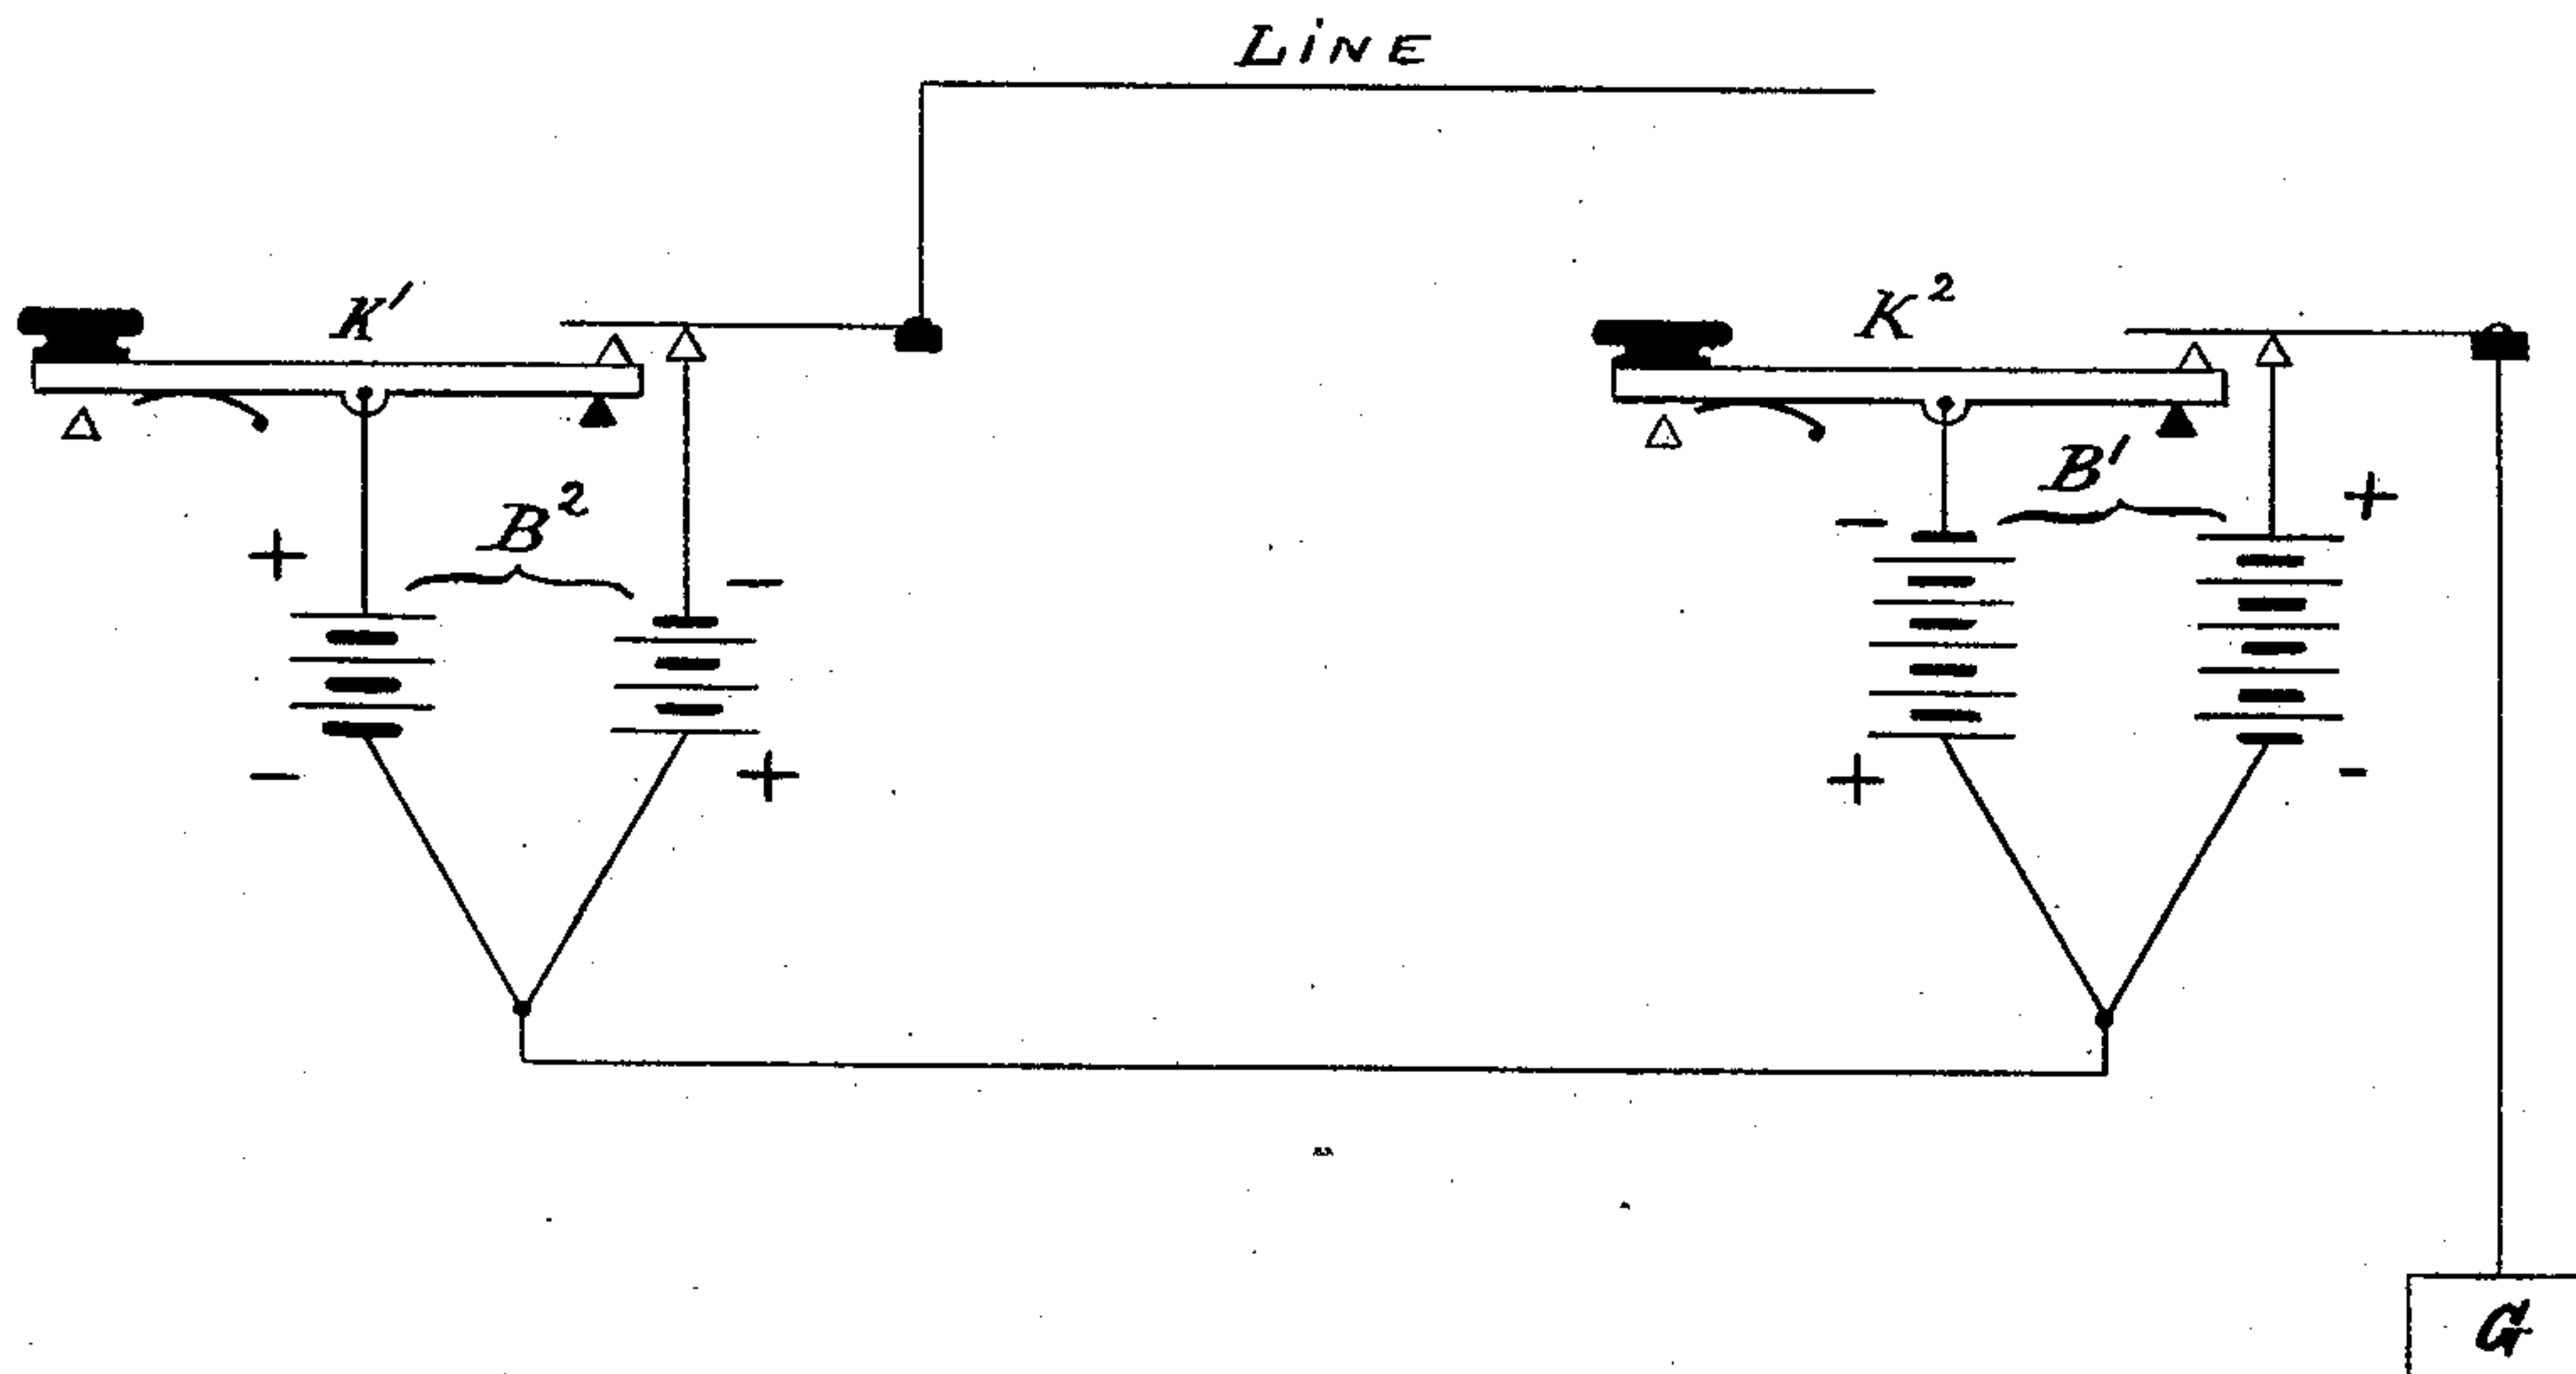 LiNE
K' K²
B² B'
+ - - +
- + + -
G